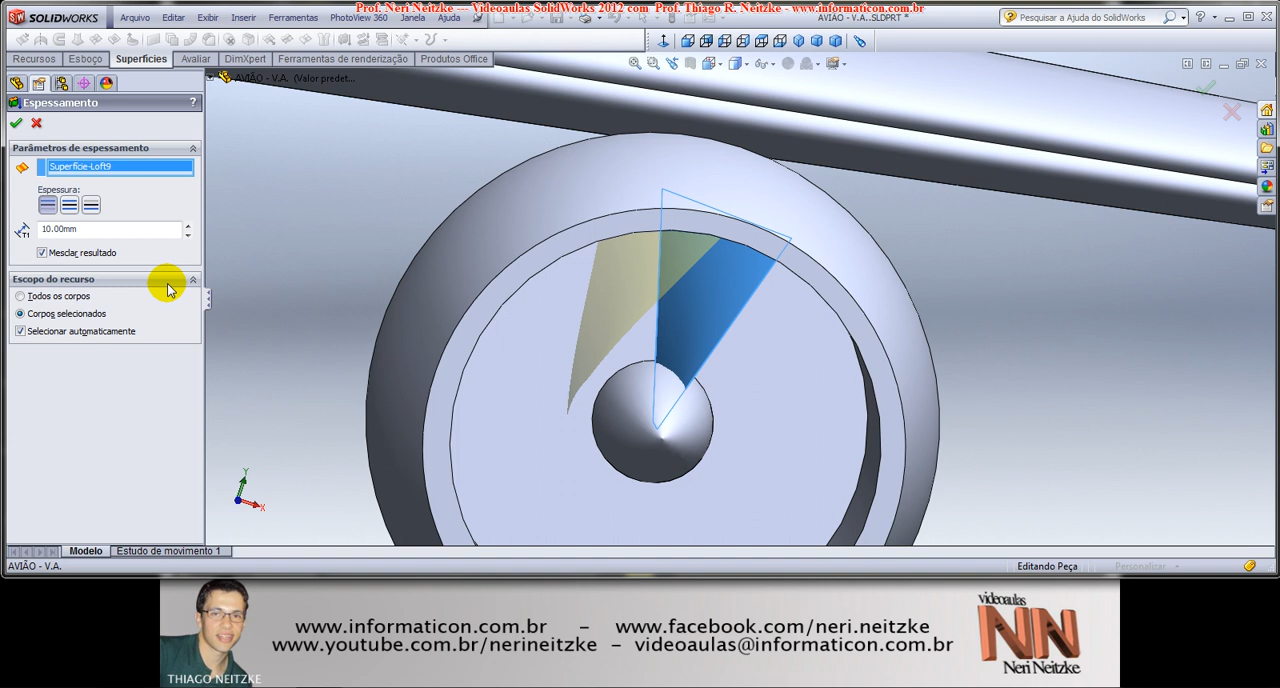 Prof. Neri Neitzke --- Videoaulas SolidWorks 2012 com Prof. Thiago R. Neitzke - www.informaticon.com.br
SOLIDWORKS
Arquivo Editar Exibir Inserir Ferramentas PhotoView 360 Janela Ajuda
AVIÃO - V.A..SLDPRT *
Pesquisar a Ajuda do SolidWorks
Recursos Esboço Superfícies Avaliar DimXpert Ferramentas de renderização Produtos Office
AVIÃO - V.A. (Valor predet...
Espessamento ?
Parâmetros de espessamento
Superfície-Loft9
Espessura:
T1 10.00mm
Mesclar resultado
Escopo do recurso
Todos os corpos
Corpos selecionados
Selecionar automaticamente
Y
X
Modelo Estudo de movimento 1
AVIÃO - V.A. Editando Peça Personalizar
www.informaticon.com.br - www.facebook.com/neri.neitzke
www.youtube.com.br/nerineitzke - videoaulas@informaticon.com.br
THIAGO NEITZKE
videoaulas
NN
Neri Neitzke